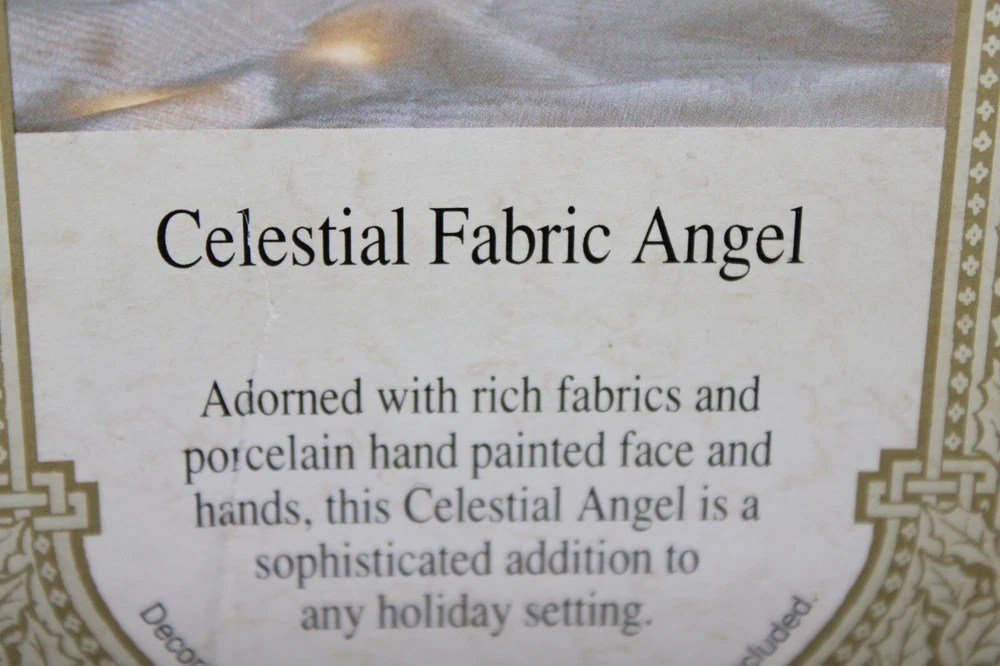 Celestial Fabric Angel
Adorned with rich fabrics and
porcelain hand painted face and
hands, this Celestial Angel is a
sophisticated addition to
any holiday setting.